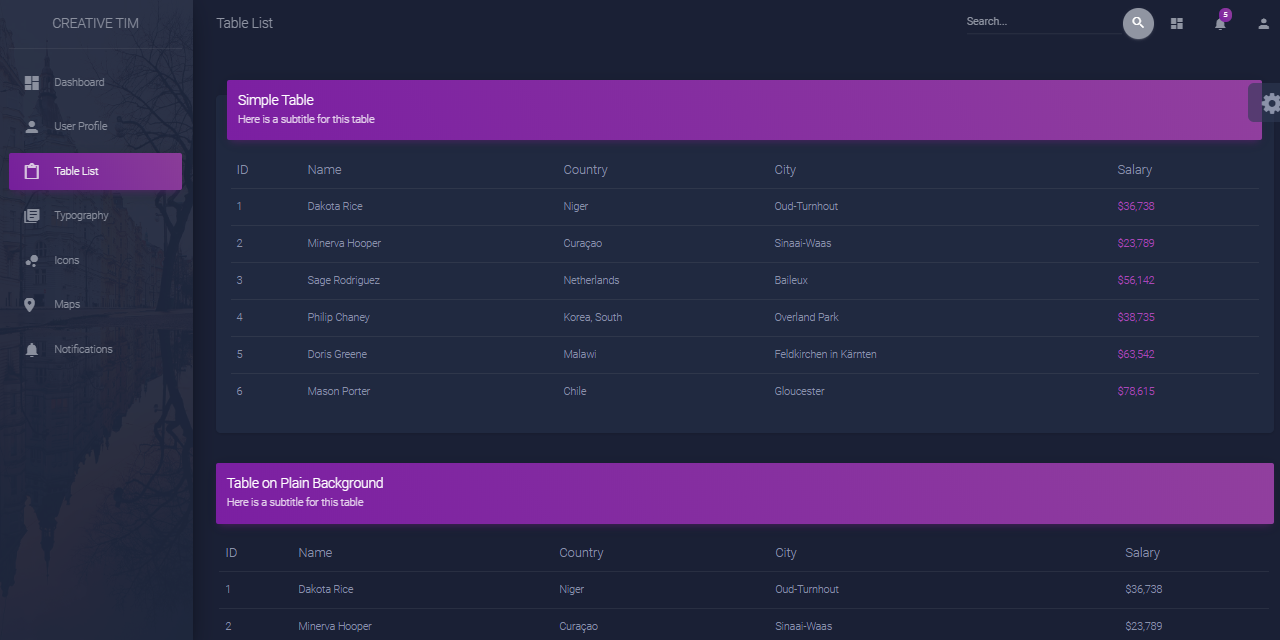 CREATIVE TIM
Dashboard
User Profile
Table List
Typography
Icons
Maps
Notifications
Table List
Search...
5
Simple Table
Here is a subtitle for this table
ID Name Country City Salary
1 Dakota Rice Niger Oud-Turnhout $36,738
2 Minerva Hooper Curaçao Sinaai-Waas $23,789
3 Sage Rodriguez Netherlands Baileux $56,142
4 Philip Chaney Korea, South Overland Park $38,735
5 Doris Greene Malawi Feldkirchen in Kärnten $63,542
6 Mason Porter Chile Gloucester $78,615
Table on Plain Background
Here is a subtitle for this table
ID Name Country City Salary
1 Dakota Rice Niger Oud-Turnhout $36,738
2 Minerva Hooper Curaçao Sinaai-Waas $23,789